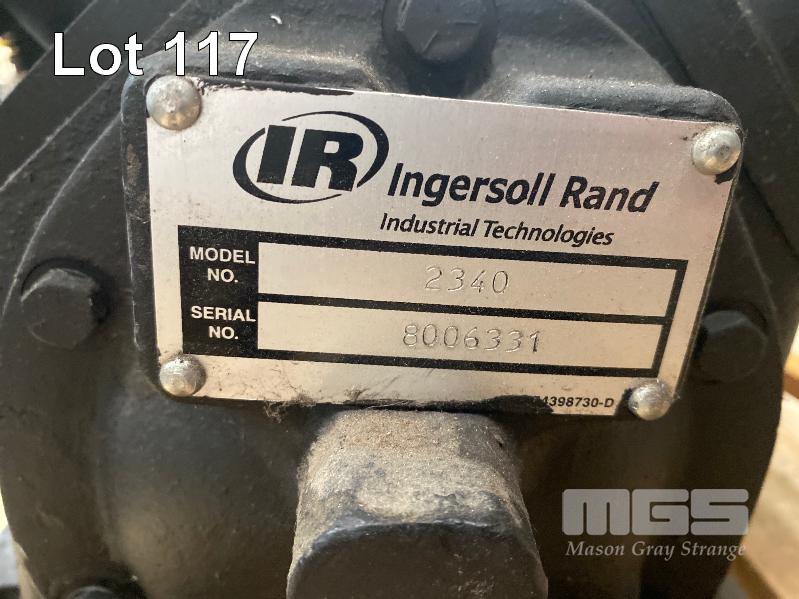 Lot 117
IR Ingersoll Rand
Industrial Technologies
MODEL NO. 2340
SERIAL NO. 8006331
MGS
Mason Gray Strange